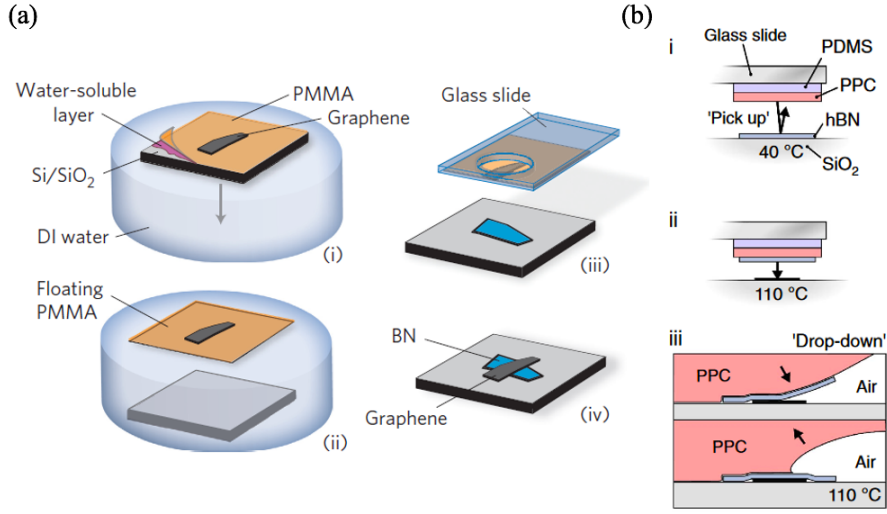 (a)
Water-soluble
layer
PMMA
Graphene
Si/SiO2
DI water
(i)
Floating
PMMA
(ii)
Glass slide
(iii)
BN
Graphene
(iv)
(b)
i
Glass slide
PDMS
PPC
'Pick up'
hBN
40 °C
SiO2
ii
110 °C
iii
'Drop-down'
PPC
Air
PPC
Air
110 °C